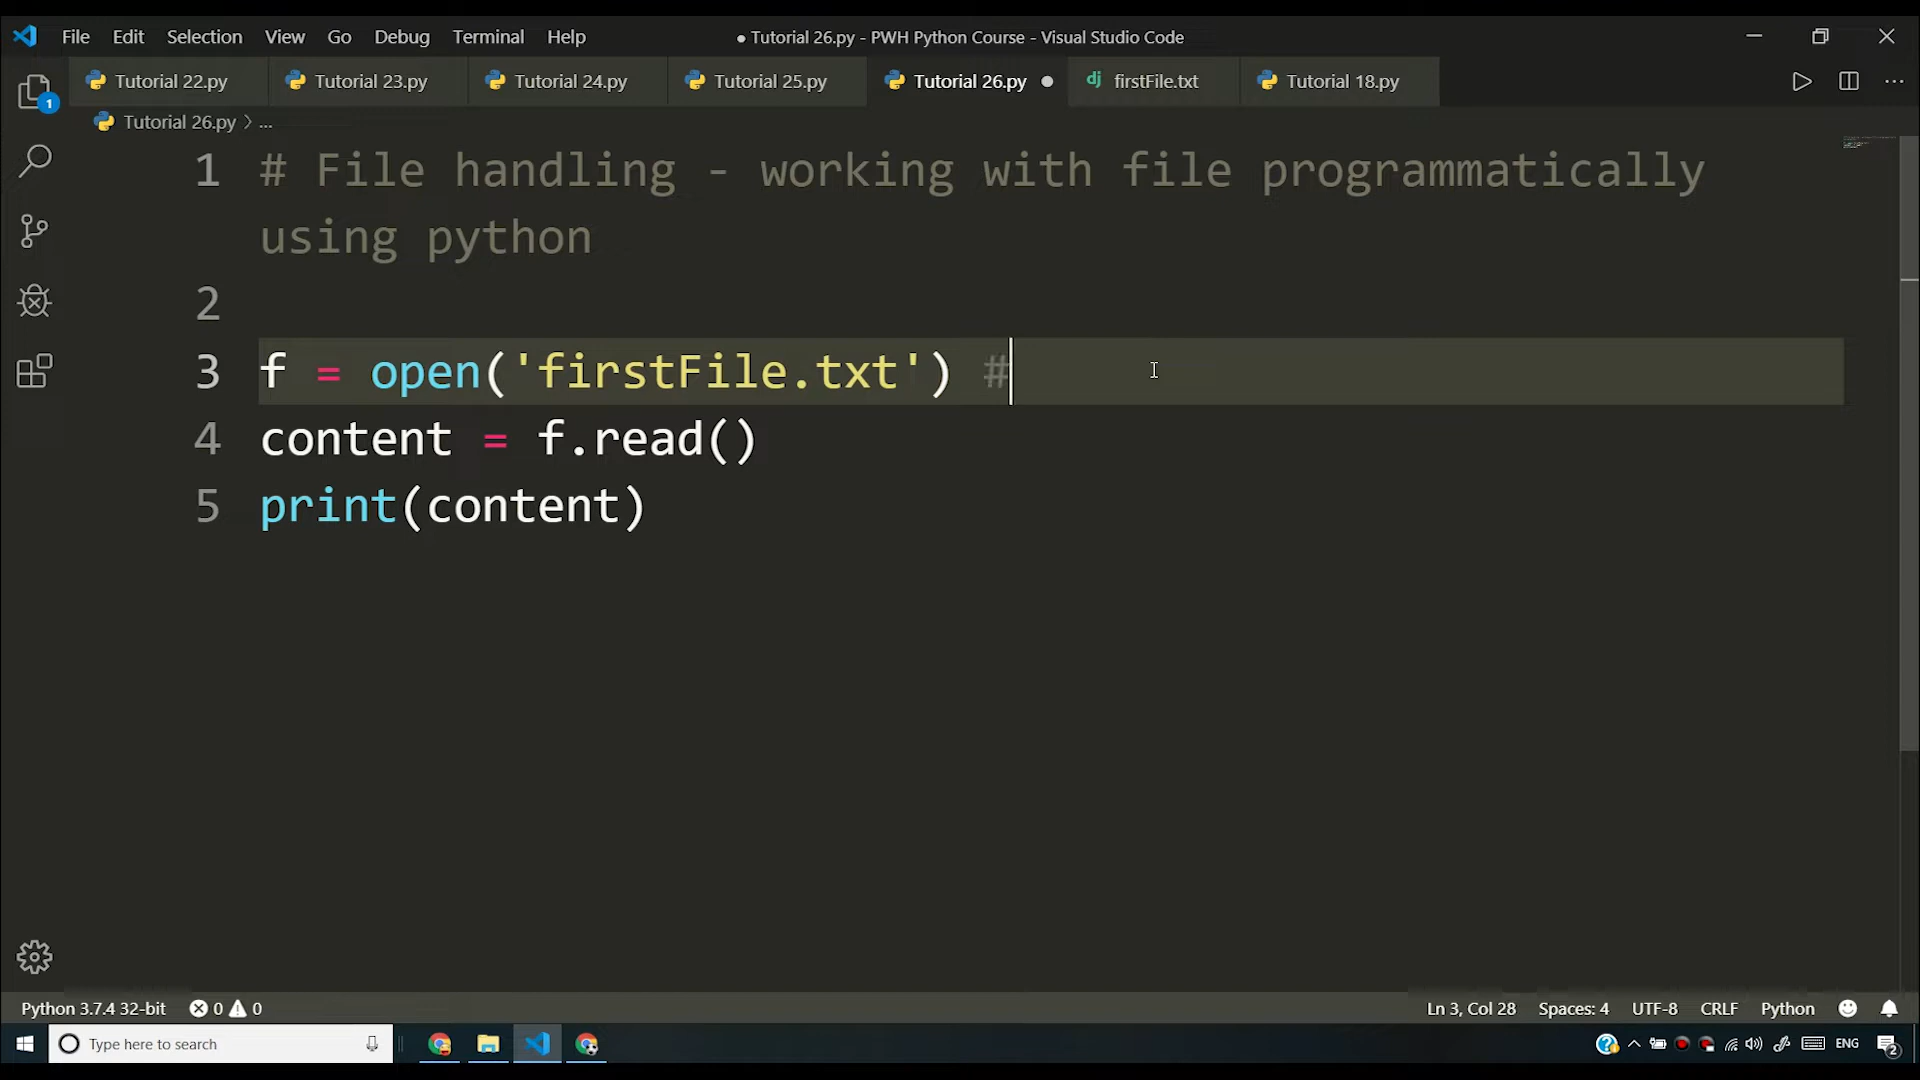 File Edit Selection View Go Debug Terminal Help
● Tutorial 26.py - PWH Python Course - Visual Studio Code
Tutorial 22.py Tutorial 23.py Tutorial 24.py Tutorial 25.py Tutorial 26.py ● dj firstFile.txt Tutorial 18.py
1
Tutorial 26.py > ...
1 # File handling - working with file programmatically
using python
2
3 f = open('firstFile.txt') #
4 content = f.read()
5 print(content)
Python 3.7.4 32-bit 0 0 Ln 3, Col 28 Spaces: 4 UTF-8 CRLF Python
Type here to search ENG 2